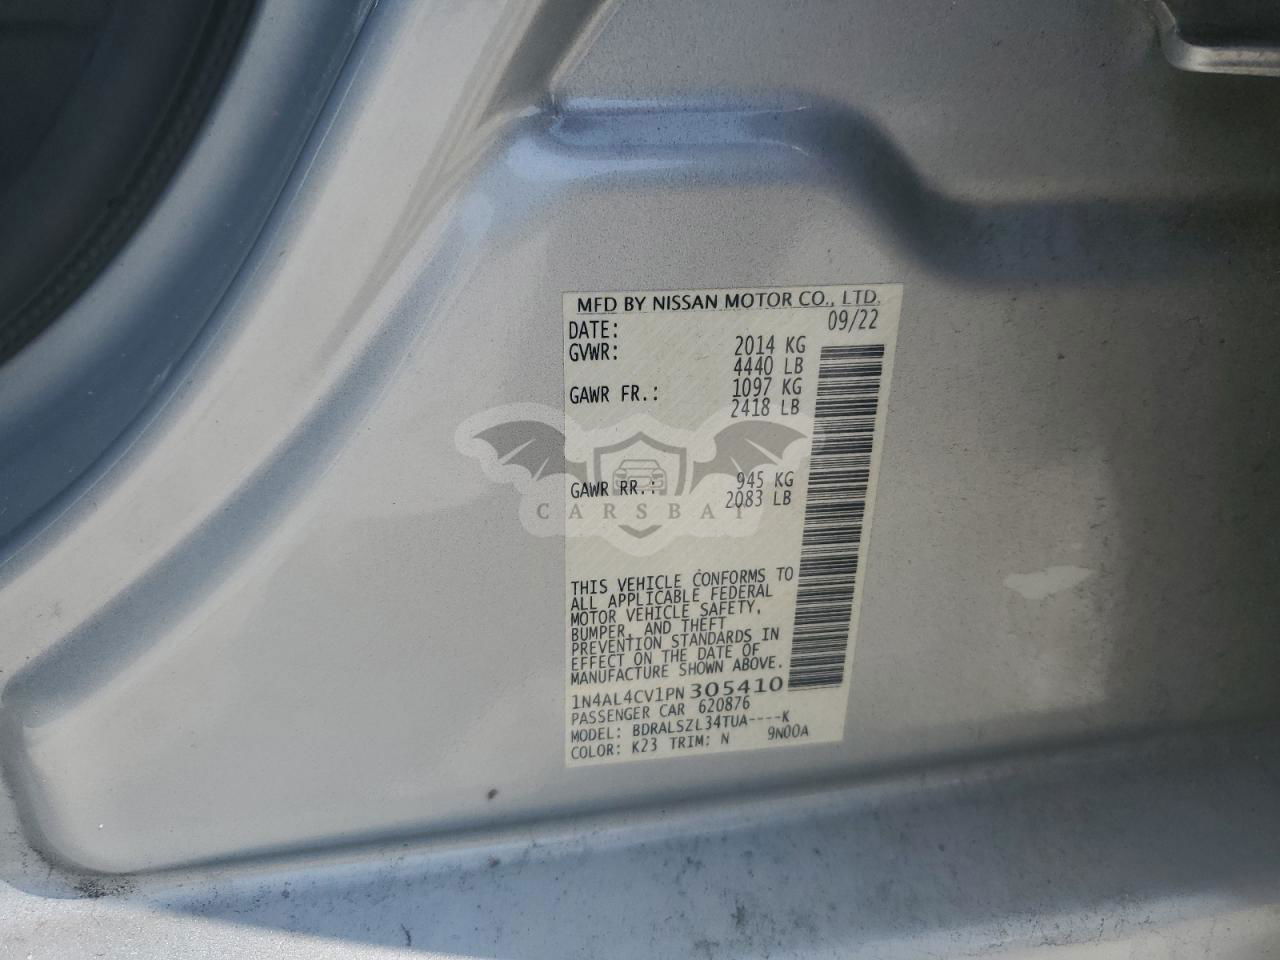 MFD BY NISSAN MOTOR CO., LTD.
DATE: 09/22
GVWR: 2014 KG
4440 LB
GAWR FR.: 1097 KG
2418 LB
GAWR RR.: 945 KG
2083 LB
CARSBAT
THIS VEHICLE CONFORMS TO
ALL APPLICABLE FEDERAL
MOTOR VEHICLE SAFETY,
BUMPER, AND THEFT
PREVENTION STANDARDS IN
EFFECT ON THE DATE OF
MANUFACTURE SHOWN ABOVE.
1N4AL4CV1PN305410
PASSENGER CAR 620876
MODEL: BDRALSZL34TUA----K
COLOR: K23 TRIM: N 9N00A